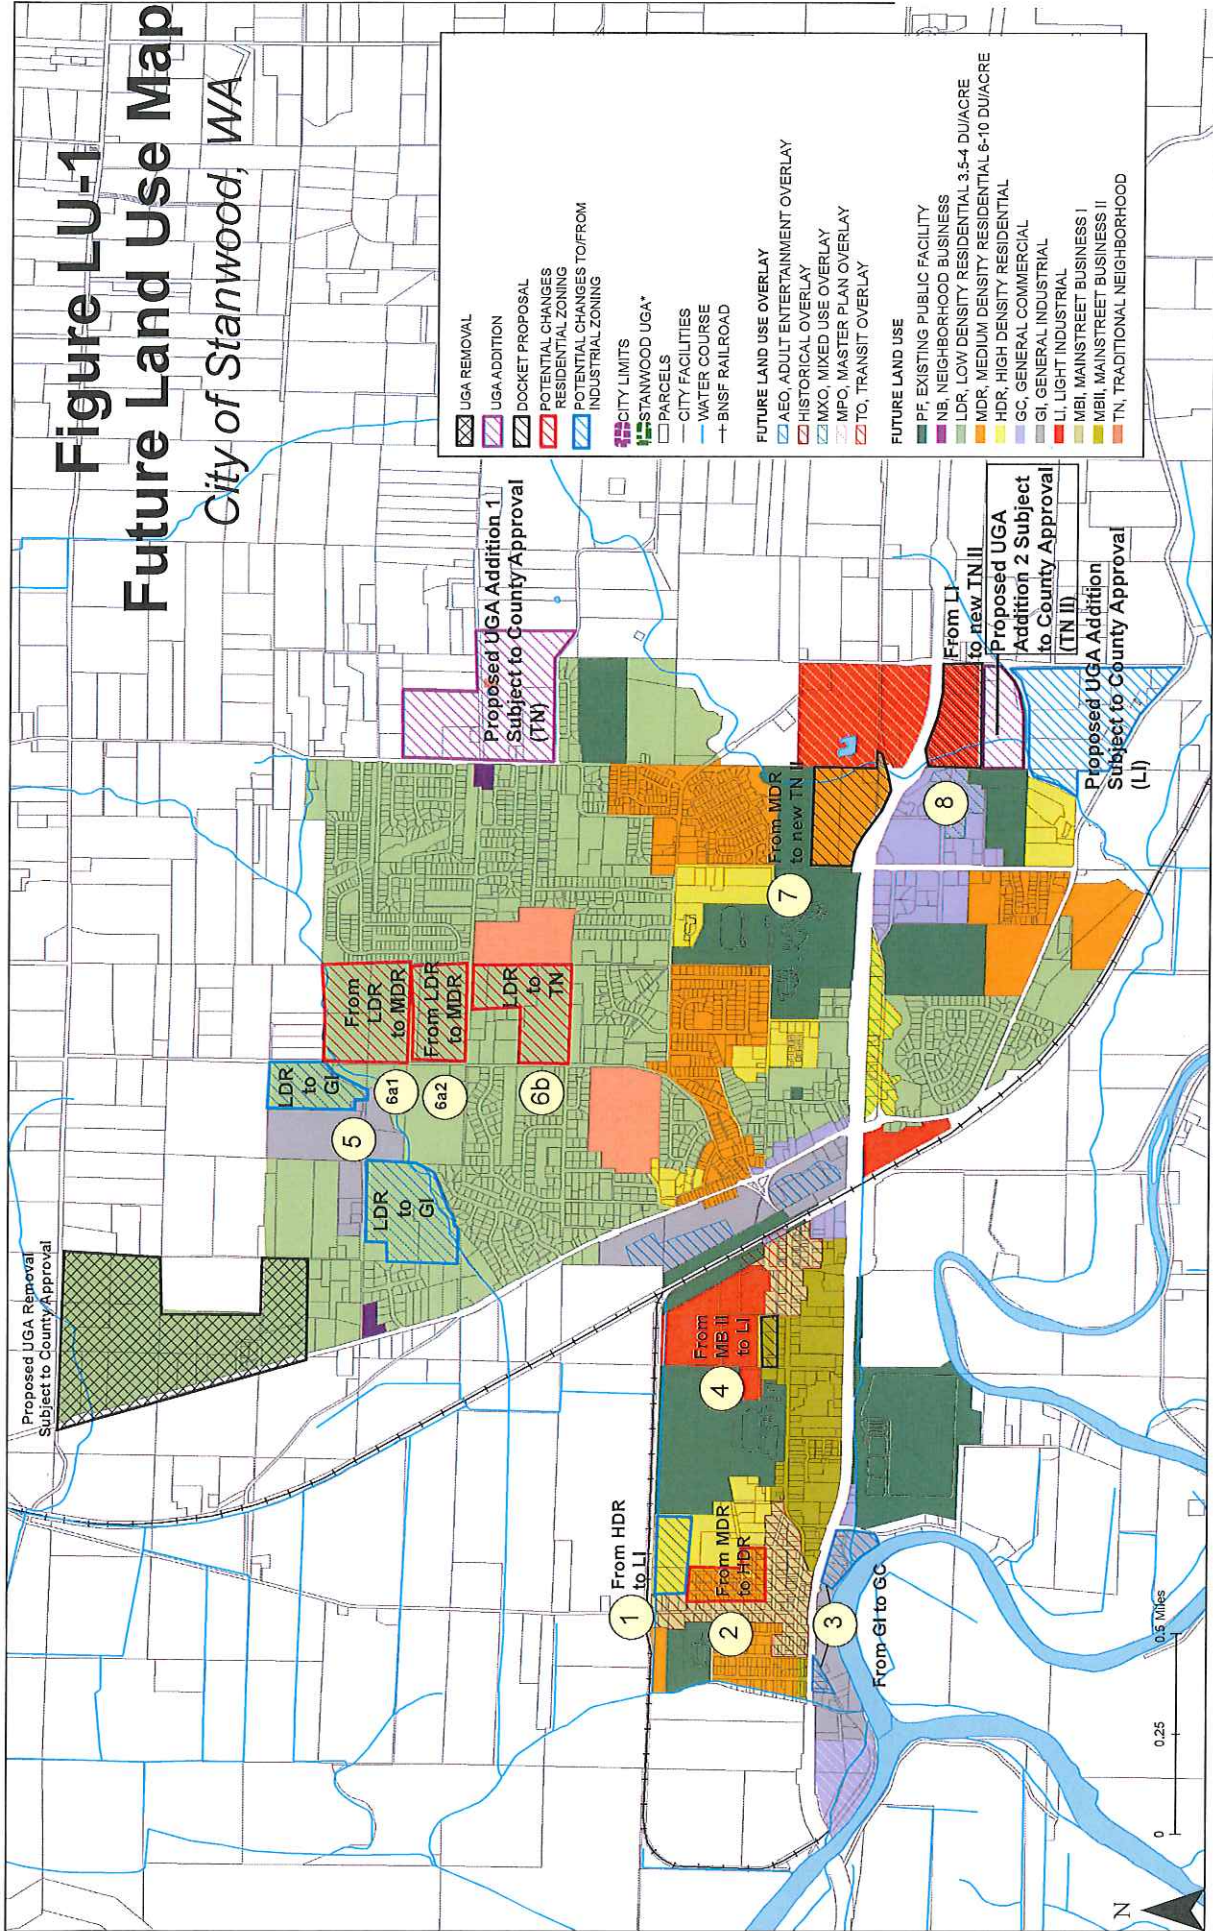 Figure LU-1
Future Land Use Map
City of Stanwood, WA
UGA REMOVAL
UGA ADDITION
DOCKET PROPOSAL
POTENTIAL CHANGES
RESIDENTIAL ZONING
POTENTIAL CHANGES TO/FROM
INDUSTRIAL ZONING
CITY LIMITS
STANWOOD UGA*
PARCELS
CITY FACILITIES
WATER COURSE
BNSF RAILROAD
FUTURE LAND USE OVERLAY
AEO, ADULT ENTERTAINMENT OVERLAY
HISTORICAL OVERLAY
MXO, MIXED USE OVERLAY
MPO, MASTER PLAN OVERLAY
TO, TRANSIT OVERLAY
FUTURE LAND USE
PF, EXISTING PUBLIC FACILITY
NB, NEIGHBORHOOD BUSINESS
LDR, LOW DENSITY RESIDENTIAL 3.5-4 DU/ACRE
MDR, MEDIUM DENSITY RESIDENTIAL 6-10 DU/ACRE
HDR, HIGH DENSITY RESIDENTIAL
GC, GENERAL COMMERCIAL
GI, GENERAL INDUSTRIAL
LI, LIGHT INDUSTRIAL
MBI, MAINSTREET BUSINESS I
MBII, MAINSTREET BUSINESS II
TN, TRADITIONAL NEIGHBORHOOD
Proposed UGA Removal
Subject to County Approval
LDR
to
GI
5
LDR
to
GI
From
LDR
to MDR
6a1
From LDR
to MDR
6a2
LDR
to
TN
6b
Proposed UGA Addition 1
Subject to County Approval
(TN)
1
From HDR
to LI
2
From MDR
to HDR
3
From GI to GC
4
From
MB II
to LI
7
From MDR
to new TN II
8
From LI
to new TN II
Proposed UGA
Addition 2 Subject
to County Approval
(TN II)
Proposed UGA Addition
Subject to County Approval
(LI)
N
0
0.25
0.5 Miles